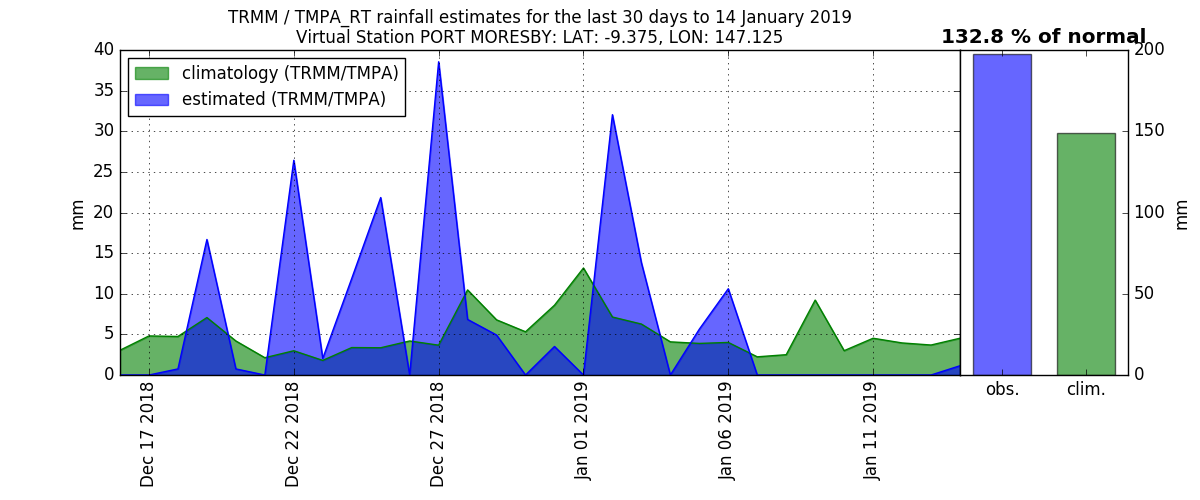 TRMM / TMPA_RT rainfall estimates for the last 30 days to 14 January 2019
Virtual Station PORT MORESBY: LAT: -9.375, LON: 147.125
132.8 % of normal
climatology (TRMM/TMPA)
estimated (TRMM/TMPA)
mm
40
35
30
25
20
15
10
5
0
200
150
100
50
0
mm
Dec 17 2018
Dec 22 2018
Dec 27 2018
Jan 01 2019
Jan 06 2019
Jan 11 2019
obs.
clim.